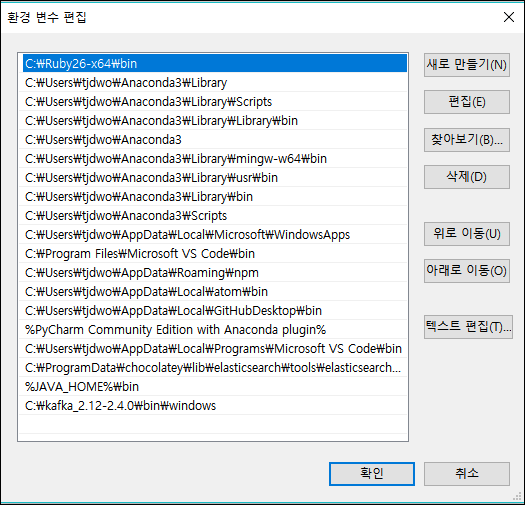 환경 변수 편집
C:₩Ruby26-x64₩bin
C:₩Users₩tjdwo₩Anaconda3₩Library
C:₩Users₩tjdwo₩Anaconda3₩Library₩Scripts
C:₩Users₩tjdwo₩Anaconda3₩Library₩Library₩bin
C:₩Users₩tjdwo₩Anaconda3
C:₩Users₩tjdwo₩Anaconda3₩Library₩mingw-w64₩bin
C:₩Users₩tjdwo₩Anaconda3₩Library₩usr₩bin
C:₩Users₩tjdwo₩Anaconda3₩Library₩bin
C:₩Users₩tjdwo₩Anaconda3₩Scripts
C:₩Users₩tjdwo₩AppData₩Local₩Microsoft₩WindowsApps
C:₩Program Files₩Microsoft VS Code₩bin
C:₩Users₩tjdwo₩AppData₩Roaming₩npm
C:₩Users₩tjdwo₩AppData₩Local₩atom₩bin
C:₩Users₩tjdwo₩AppData₩Local₩GitHubDesktop₩bin
%PyCharm Community Edition with Anaconda plugin%
C:₩Users₩tjdwo₩AppData₩Local₩Programs₩Microsoft VS Code₩bin
C:₩ProgramData₩chocolatey₩lib₩elasticsearch₩tools₩elasticsearch...
%JAVA_HOME%₩bin
C:₩kafka_2.12-2.4.0₩bin₩windows
새로 만들기(N)
편집(E)
찾아보기(B)...
삭제(D)
위로 이동(U)
아래로 이동(O)
텍스트 편집(T)...
확인
취소